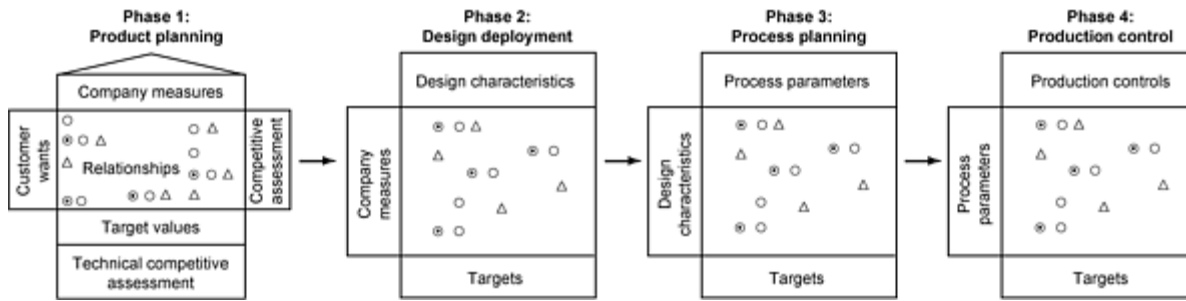 Phase 1:
Product planning
Company measures
Customer
wants
Relationships
Competitive
assessment
Target values
Technical competitive
assessment
Phase 2:
Design deployment
Design characteristics
Company
measures
Targets
Phase 3:
Process planning
Process parameters
Design
characteristics
Targets
Phase 4:
Production control
Production controls
Process
parameters
Targets